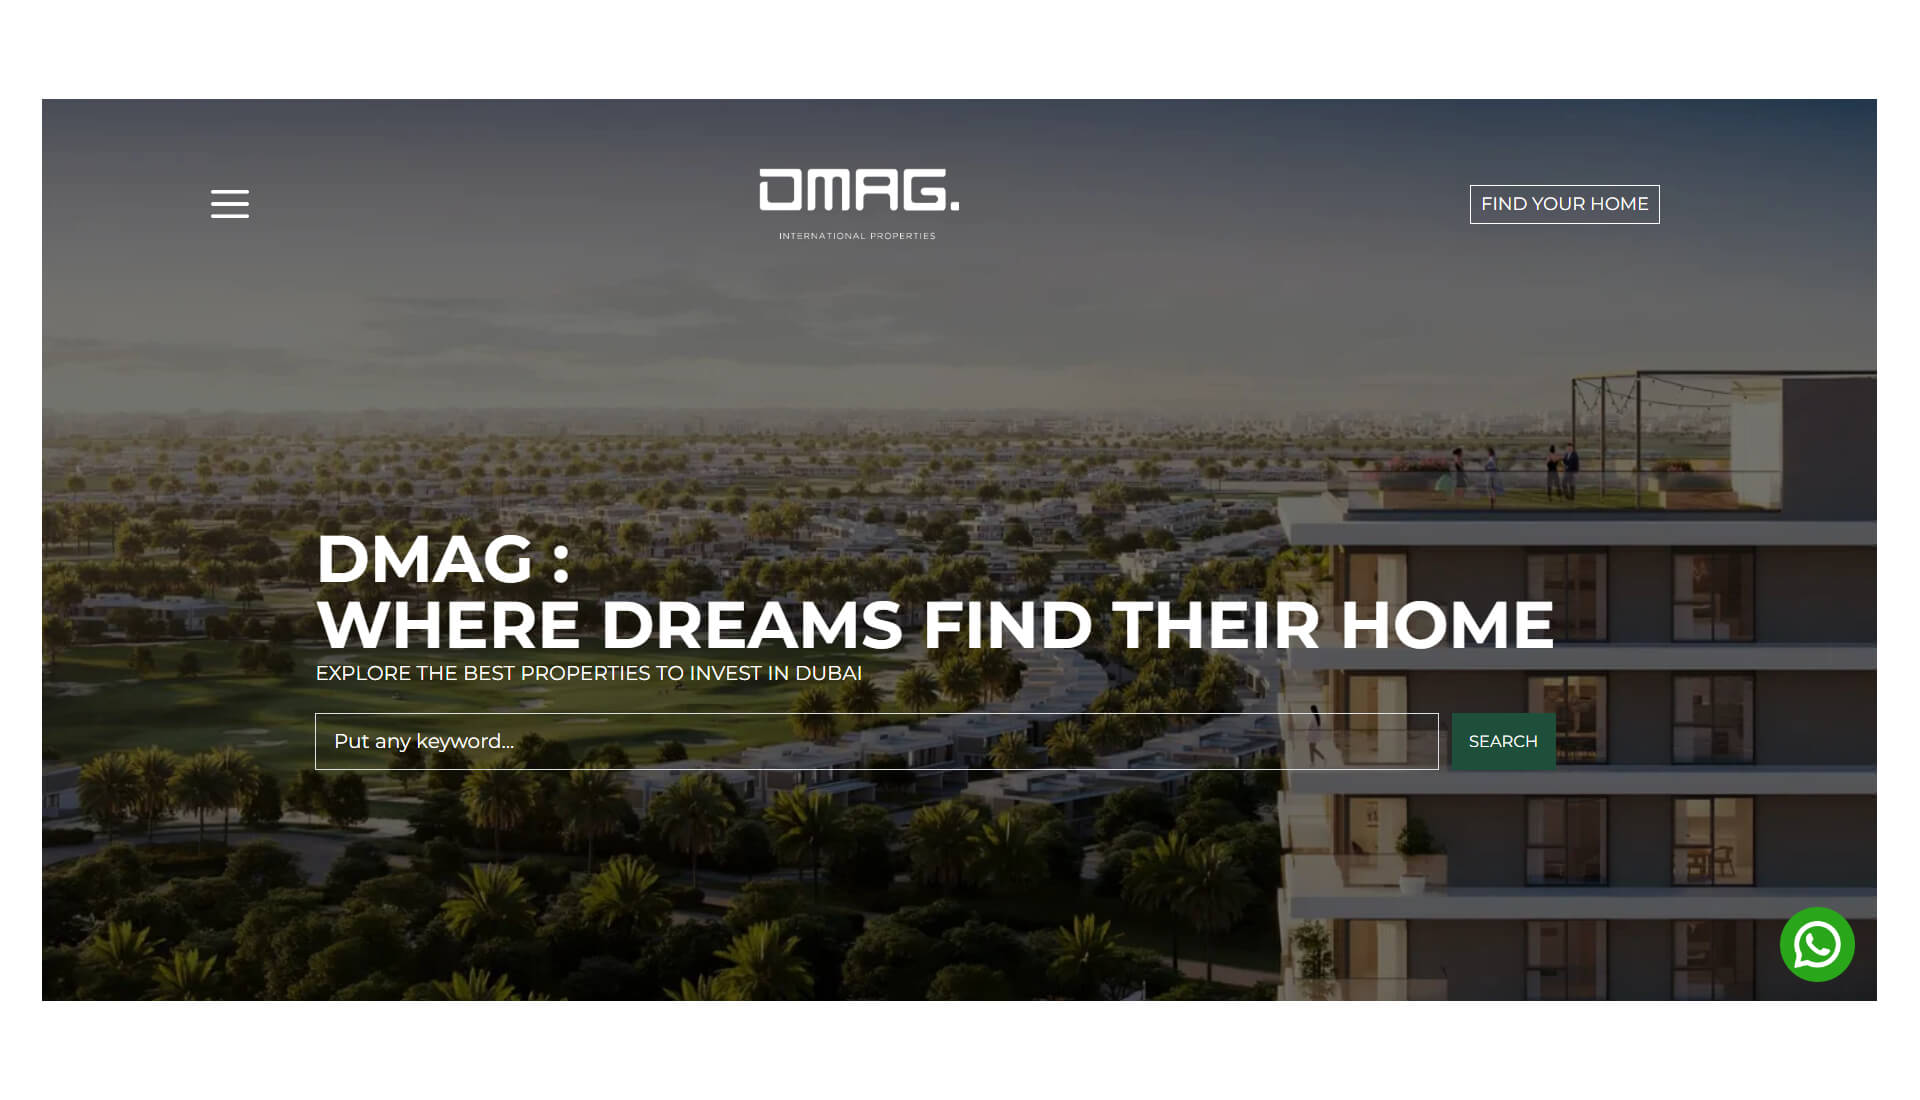 DMAG.
INTERNATIONAL PROPERTIES
FIND YOUR HOME
DMAG :
WHERE DREAMS FIND THEIR HOME
EXPLORE THE BEST PROPERTIES TO INVEST IN DUBAI
Put any keyword...
SEARCH